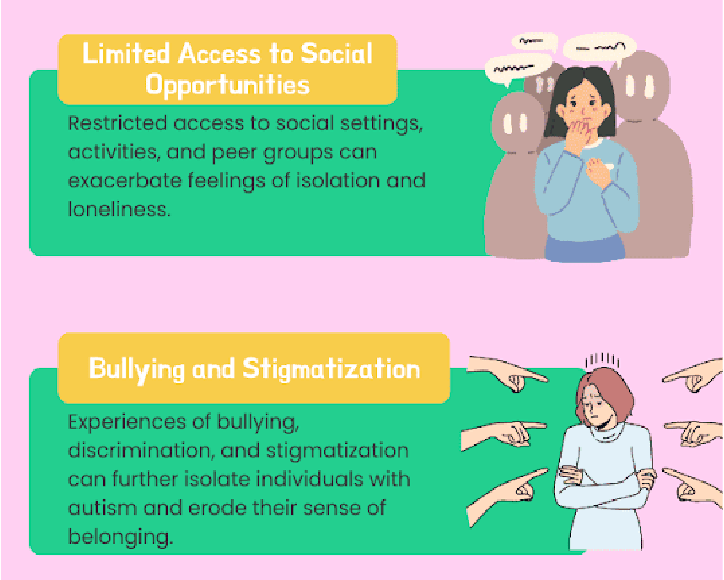 Limited Access to Social
Opportunities
Restricted access to social settings,
activities, and peer groups can
exacerbate feelings of isolation and
loneliness.
Bullying and Stigmatization
Experiences of bullying,
discrimination, and stigmatization
can further isolate individuals with
autism and erode their sense of
belonging.